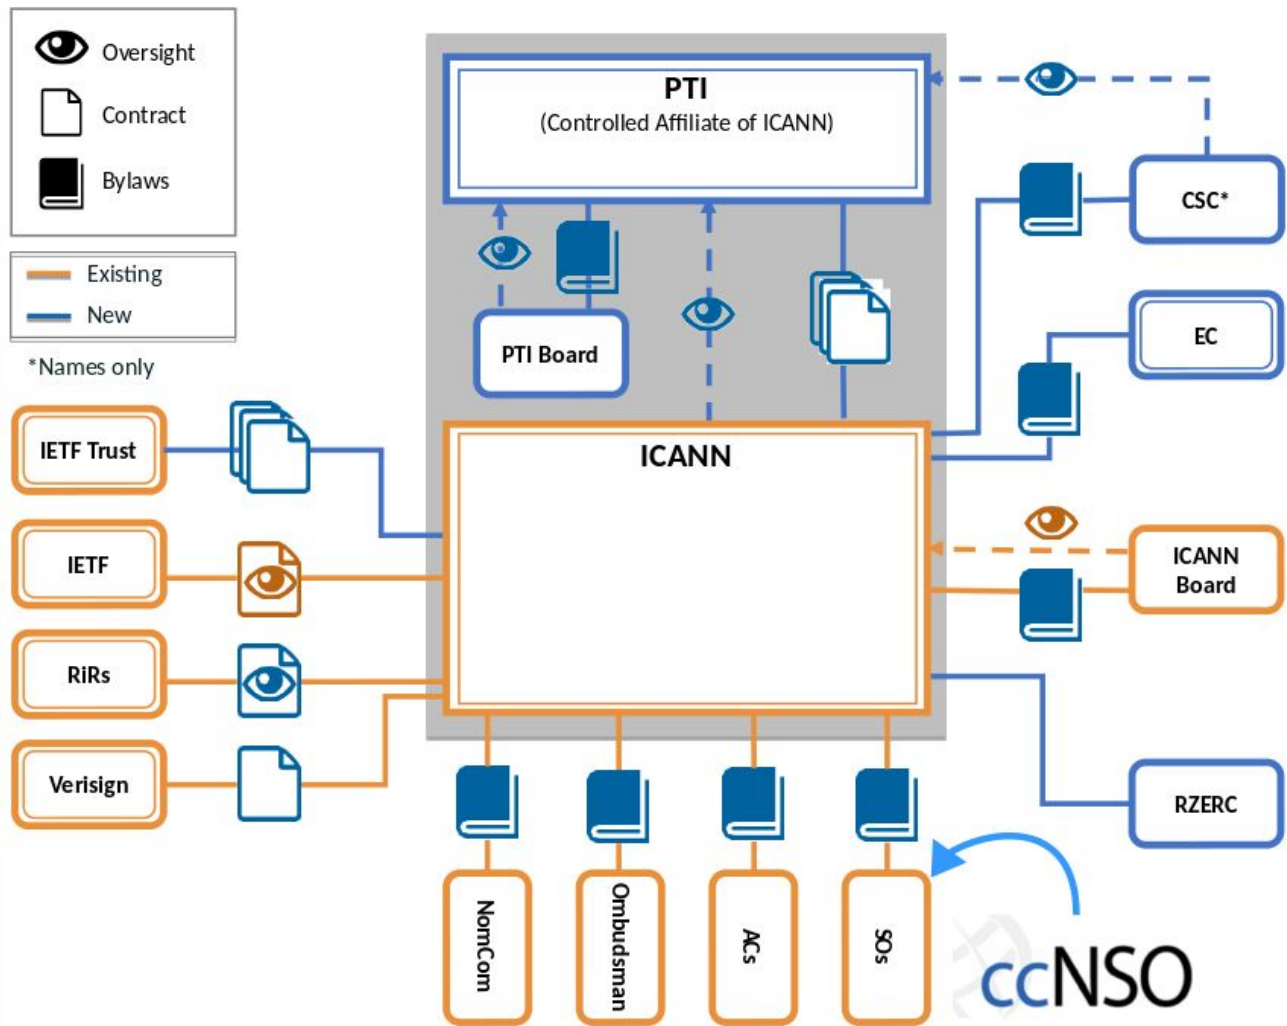 Oversight
Contract
Bylaws
Existing
New
*Names only
PTI
(Controlled Affiliate of ICANN)
PTI Board
CSC*
EC
IETF Trust
ICANN
IETF
ICANN
Board
RiRs
Verisign
RZERC
NomCom
Ombudsman
ACs
SOs
ccNSO